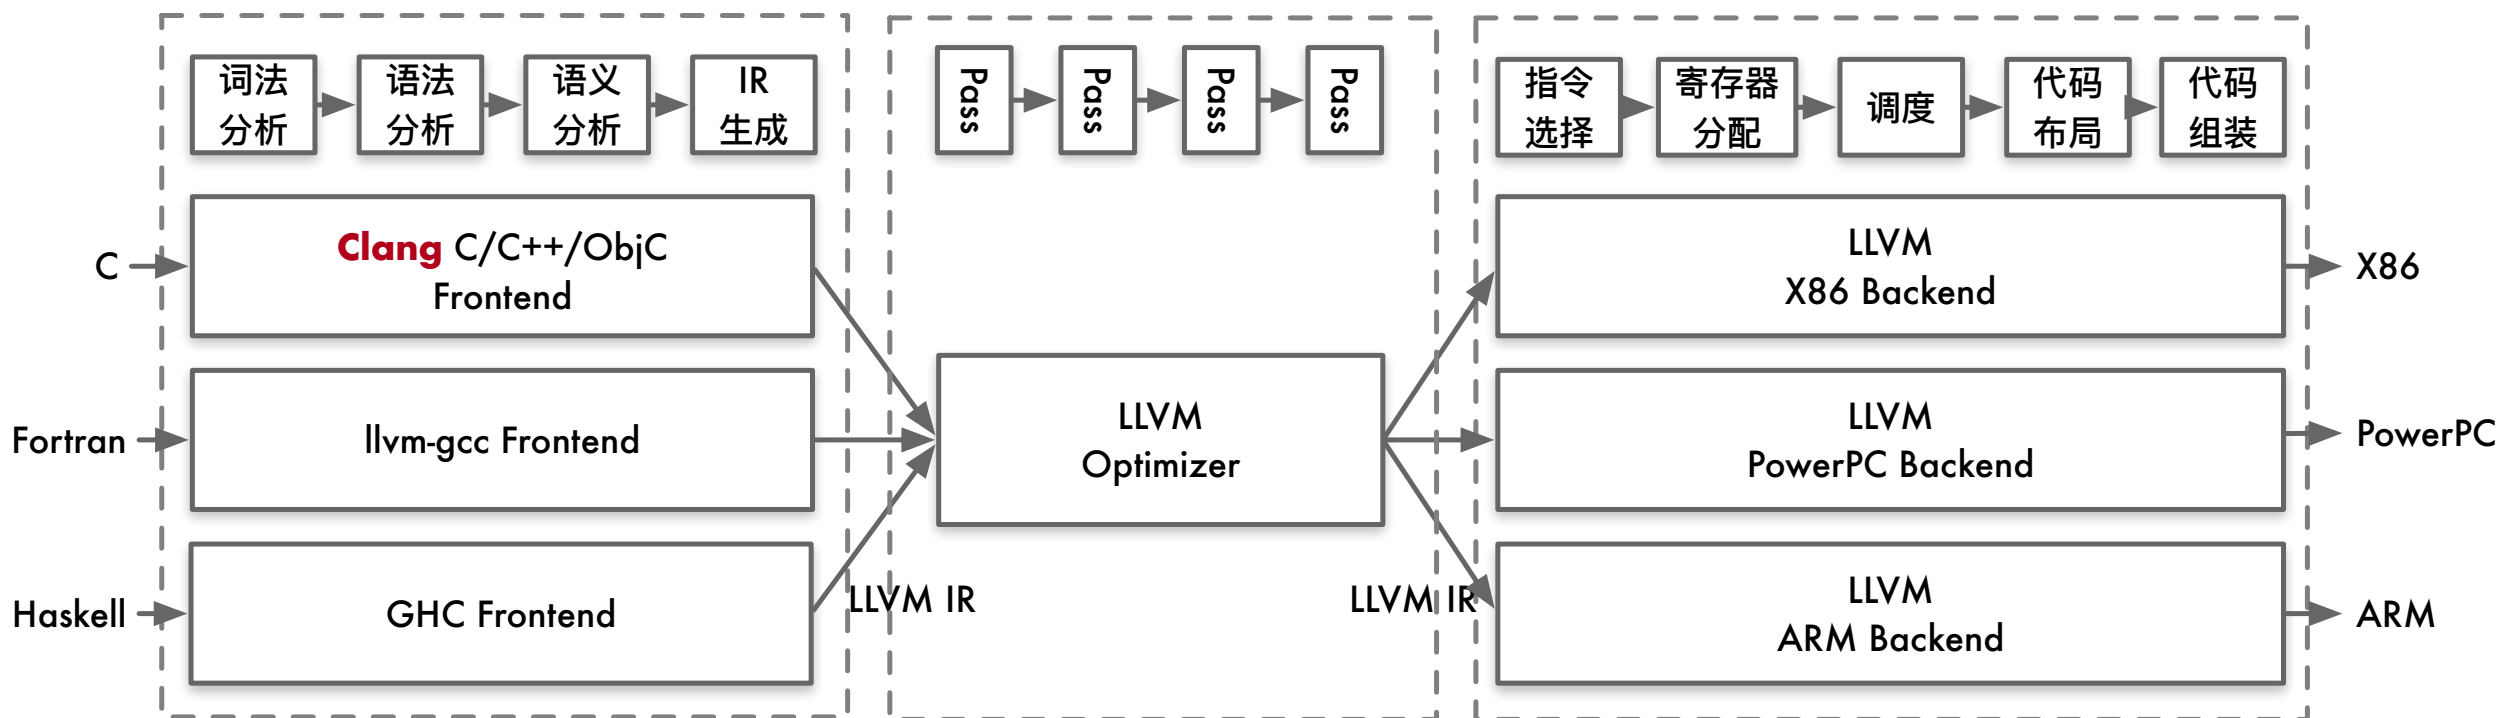 词法
分析
语法
分析
语义
分析
IR
生成
Pass
Pass
Pass
Pass
指令
选择
寄存器
分配
调度
代码
布局
代码
组装
C
Clang C/C++/ObjC
Frontend
LLVM
X86 Backend
X86
Fortran
llvm-gcc Frontend
LLVM
Optimizer
LLVM
PowerPC Backend
PowerPC
Haskell
GHC Frontend
LLVM IR
LLVM IR
LLVM
ARM Backend
ARM